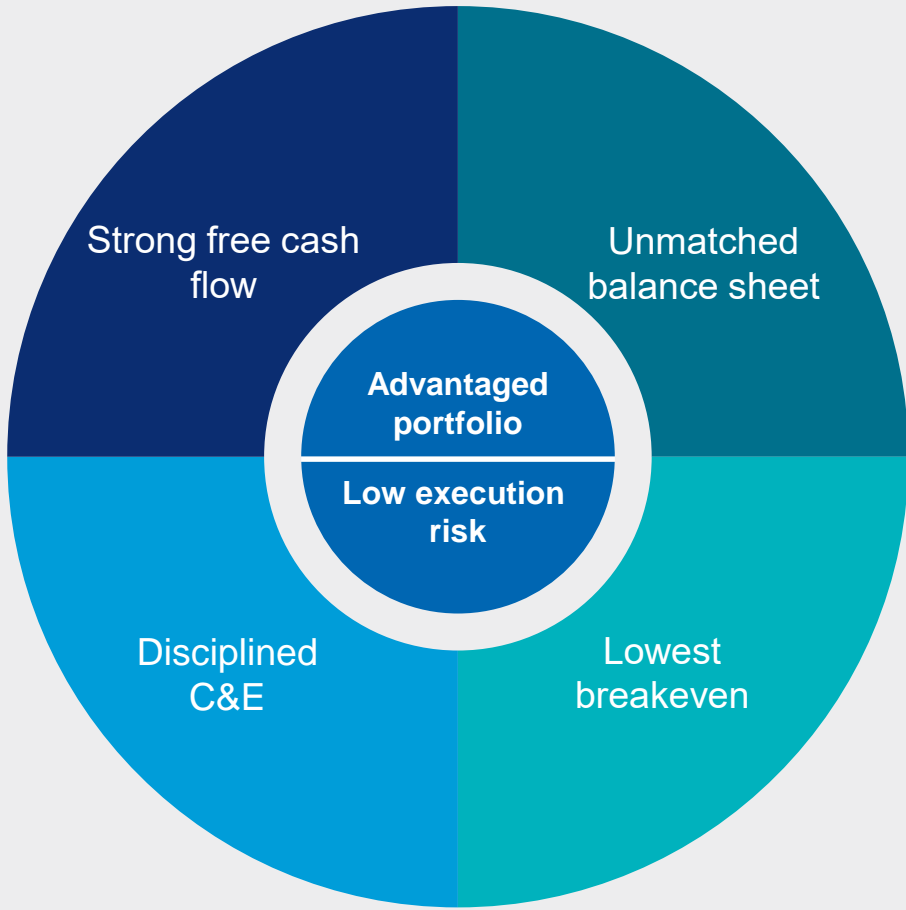 Strong free cash
flow
Unmatched
balance sheet
Advantaged
portfolio
Low execution
risk
Disciplined
C&E
Lowest
breakeven